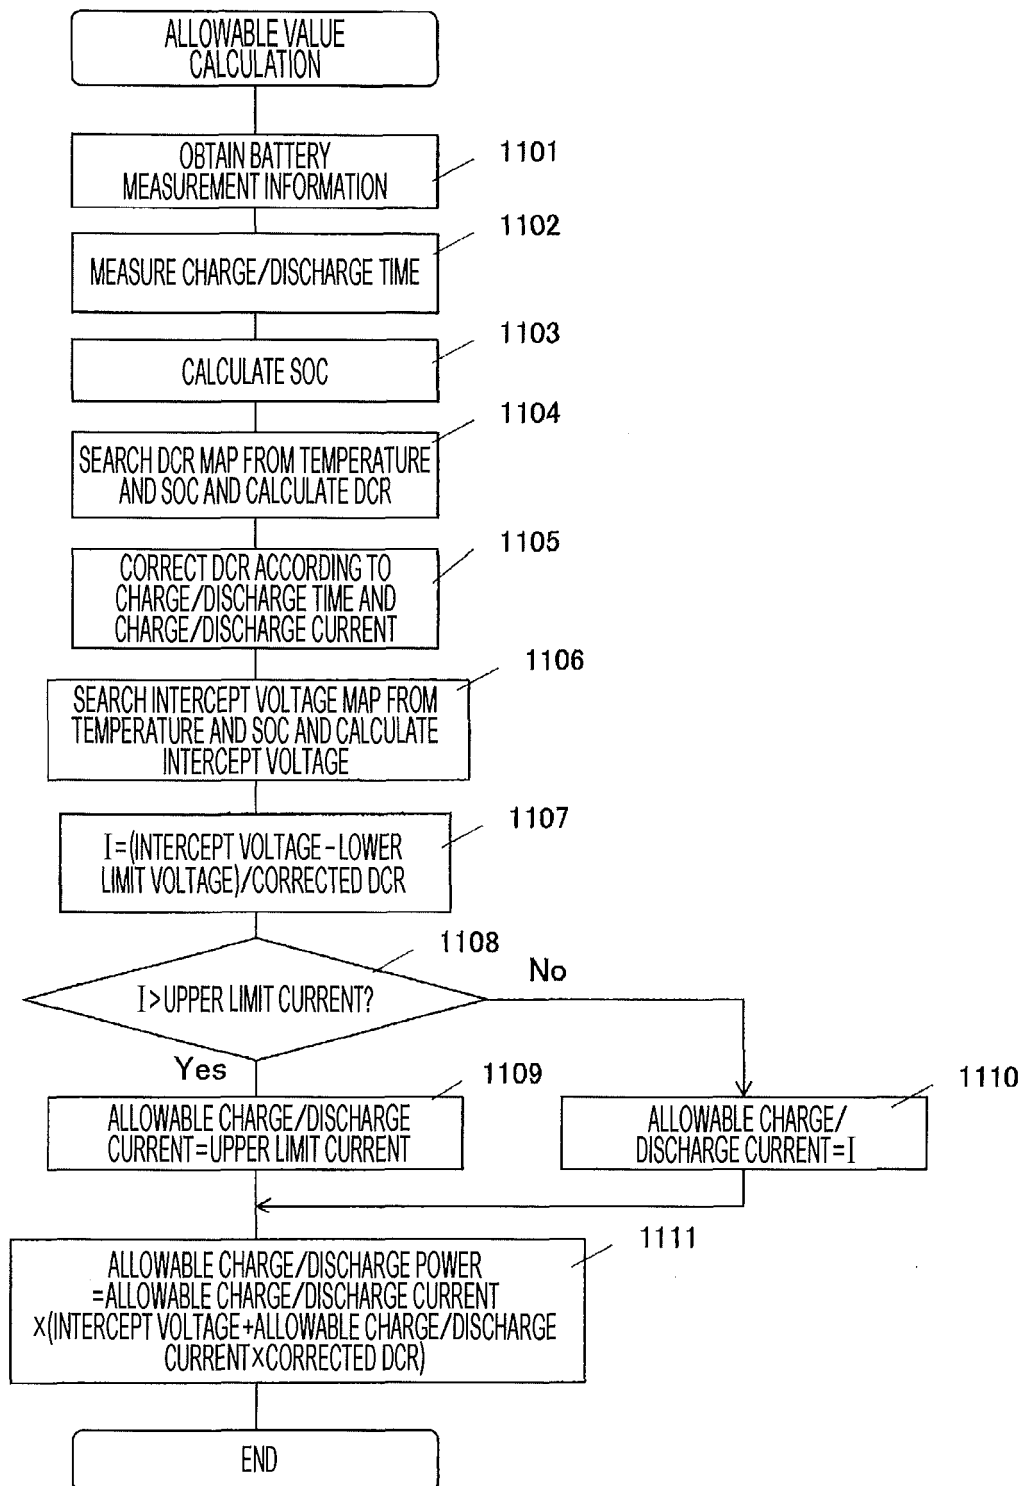 ALLOWABLE VALUE
CALCULATION
OBTAIN BATTERY
MEASUREMENT INFORMATION
1101
MEASURE CHARGE/DISCHARGE TIME
1102
CALCULATE SOC
1103
SEARCH DCR MAP FROM TEMPERATURE
AND SOC AND CALCULATE DCR
1104
CORRECT DCR ACCORDING TO
CHARGE/DISCHARGE TIME AND
CHARGE/DISCHARGE CURRENT
1105
SEARCH INTERCEPT VOLTAGE MAP FROM
TEMPERATURE AND SOC AND CALCULATE
INTERCEPT VOLTAGE
1106
I=(INTERCEPT VOLTAGE-LOWER
LIMIT VOLTAGE)/CORRECTED DCR
1107
I>UPPER LIMIT CURRENT?
1108
No
Yes
ALLOWABLE CHARGE/DISCHARGE
CURRENT=UPPER LIMIT CURRENT
1109
ALLOWABLE CHARGE/
DISCHARGE CURRENT=I
1110
ALLOWABLE CHARGE/DISCHARGE POWER
=ALLOWABLE CHARGE/DISCHARGE CURRENT
×(INTERCEPT VOLTAGE+ALLOWABLE CHARGE/DISCHARGE
CURRENT×CORRECTED DCR)
1111
END